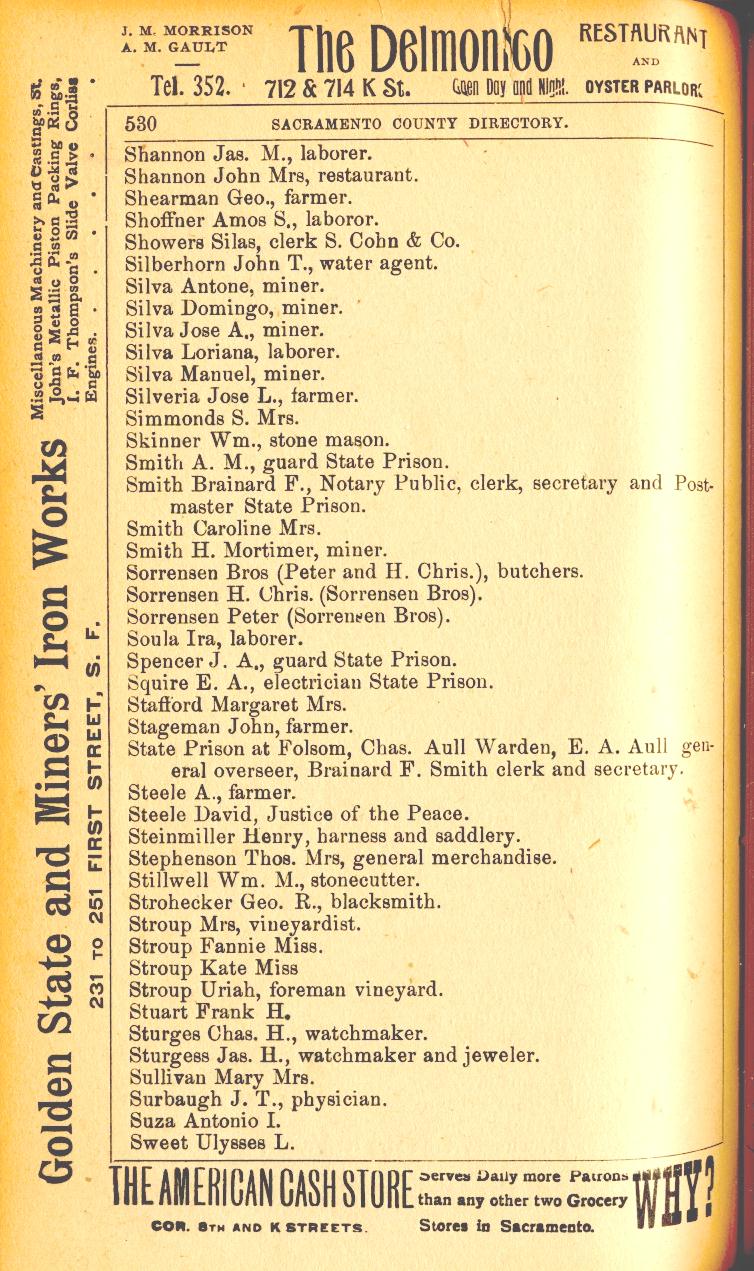 J. M. MORRISON
A. M. GAULT
Tel. 352.
The Delmonico
712 & 714 K St. Open Day and Night.
RESTAURANT
AND
OYSTER PARLOR
530 SACRAMENTO COUNTY DIRECTORY.
Shannon Jas. M., laborer.
Shannon John Mrs, restaurant.
Shearman Geo., farmer.
Shoffner Amos S., laboror.
Showers Silas, clerk S. Cohn & Co.
Silberhorn John T., water agent.
Silva Antone, miner.
Silva Domingo, miner.
Silva Jose A., miner.
Silva Loriana, laborer.
Silva Manuel, miner.
Silveria Jose L., farmer.
Simmonds S. Mrs.
Skinner Wm., stone mason.
Smith A. M., guard State Prison.
Smith Brainard F., Notary Public, clerk, secretary and Post-
master State Prison.
Smith Caroline Mrs.
Smith H. Mortimer, miner.
Sorrensen Bros (Peter and H. Chris.), butchers.
Sorrensen H. Chris. (Sorrensen Bros).
Sorrensen Peter (Sorrensen Bros).
Soula Ira, laborer.
Spencer J. A., guard State Prison.
Squire E. A., electrician State Prison.
Stafford Margaret Mrs.
Stageman John, farmer.
State Prison at Folsom, Chas. Aull Warden, E. A. Aull gen-
eral overseer, Brainard F. Smith clerk and secretary.
Steele A., farmer.
Steele David, Justice of the Peace.
Steinmiller Henry, harness and saddlery.
Stephenson Thos. Mrs, general merchandise.
Stillwell Wm. M., stonecutter.
Strohecker Geo. R., blacksmith.
Stroup Mrs, vineyardist.
Stroup Fannie Miss.
Stroup Kate Miss
Stroup Uriah, foreman vineyard.
Stuart Frank H.
Sturges Chas. H., watchmaker.
Sturgess Jas. H., watchmaker and jeweler.
Sullivan Mary Mrs.
Surbaugh J. T., physician.
Suza Antonio I.
Sweet Ulysses L.
THE AMERICAN CASH STORE
COR. 8TH AND K STREETS.
Serves Daily more Patrons
than any other two Grocery
Stores in Sacramento.
WHY?
Golden State and Miners' Iron Works
231 TO 251 FIRST STREET, S. F.
Miscellaneous Machinery and Castings, St.
John's Metallic Piston Packing Rings,
I. F. Thompson's Slide Valve Corliss
Engines. . . . . . .